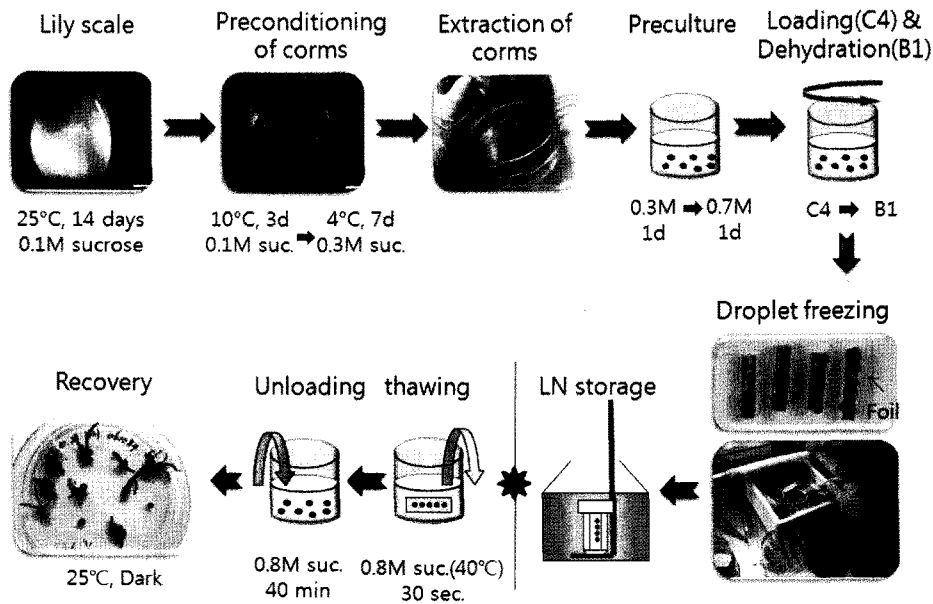 Lily scale
Preconditioning
of corms
Extraction of
corms
Preculture
Loading(C4) &
Dehydration(B1)
25°C, 14 days
0.1M sucrose
10°C, 3d
0.1M suc.
4°C, 7d
0.3M suc.
0.3M
1d
0.7M
1d
C4
B1
Droplet freezing
Foil
Recovery
Unloading
thawing
LN storage
25℃, Dark
0.8M suc.
40 min
0.8M suc.(40℃)
30 sec.